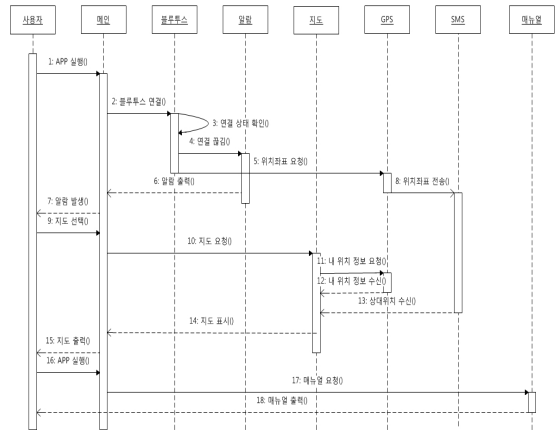 사용자 메인 블루투스 알람 지도 GPS SMS 매뉴얼
1: APP 실행()
2: 블루투스 연결()
3: 연결 상태 확인()
4: 연결 끊김()
5: 위치좌표 요청()
6: 알람 출력()
8: 위치좌표 전송()
7: 알람 발생()
9: 지도 선택()
10: 지도 요청()
11: 내 위치 정보 요청()
12: 내 위치 정보 수신()
13: 상대위치 수신()
14: 지도 표시()
15: 지도 출력()
16: APP 실행()
17: 매뉴얼 요청()
18: 매뉴얼 출력()